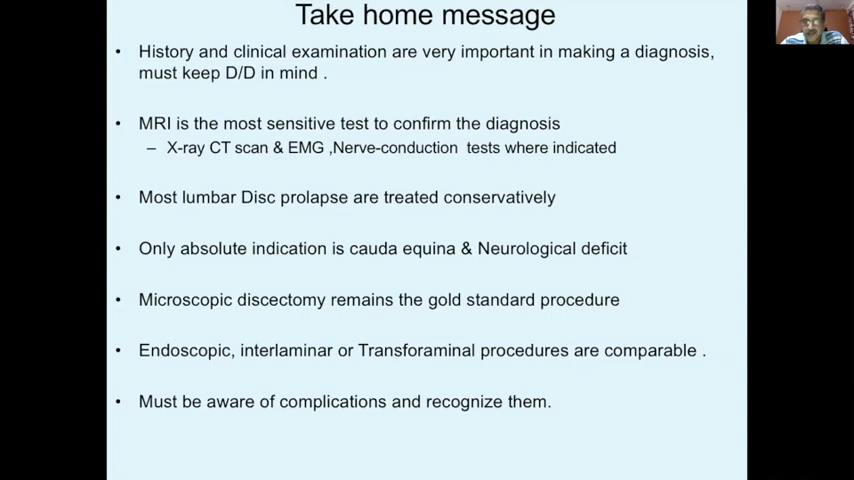 Take home message
• History and clinical examination are very important in making a diagnosis,
must keep D/D in mind .
• MRI is the most sensitive test to confirm the diagnosis
– X-ray CT scan & EMG ,Nerve-conduction tests where indicated
• Most lumbar Disc prolapse are treated conservatively
• Only absolute indication is cauda equina & Neurological deficit
• Microscopic discectomy remains the gold standard procedure
• Endoscopic, interlaminar or Transforaminal procedures are comparable .
• Must be aware of complications and recognize them.